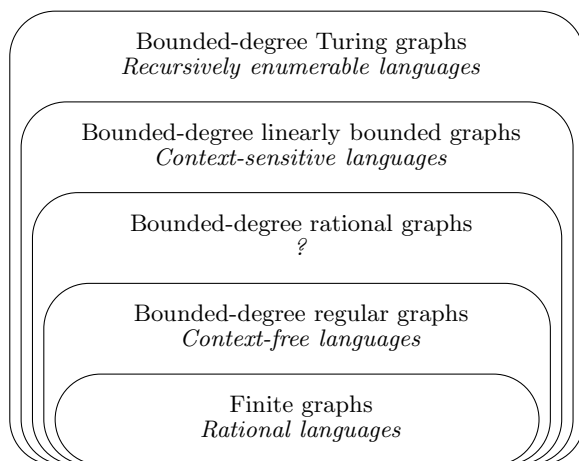 Bounded-degree Turing graphs
Recursively enumerable languages
Bounded-degree linearly bounded graphs
Context-sensitive languages
Bounded-degree rational graphs
?
Bounded-degree regular graphs
Context-free languages
Finite graphs
Rational languages